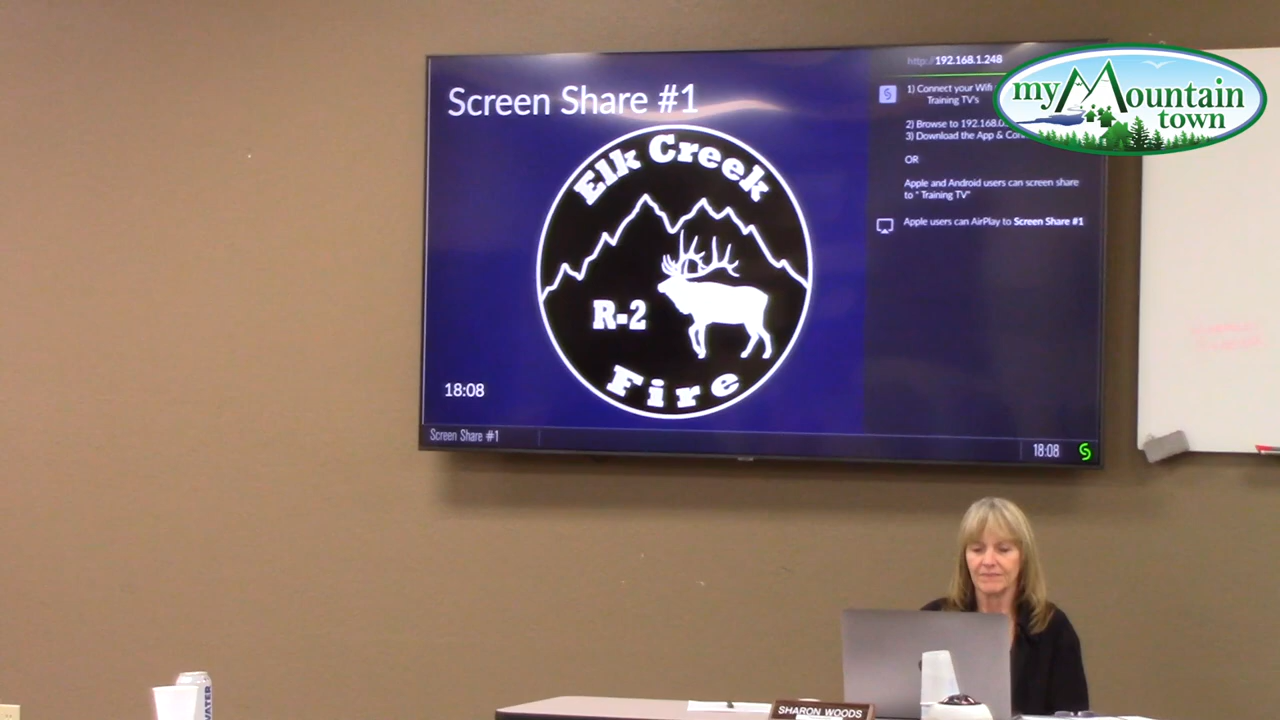 Screen Share #1
Elk Creek
R-2
Fire
18:08
Screen Share #1
http://192.168.1.248
1) Connect your Wifi
Training TV's
2) Browse to 192.168.0
3) Download the App &
OR
Apple and Android users can screen share
to " Training TV"
Apple users can AirPlay to Screen Share #1
18:08
my Mountain
town
WATER
SHARON WOODS